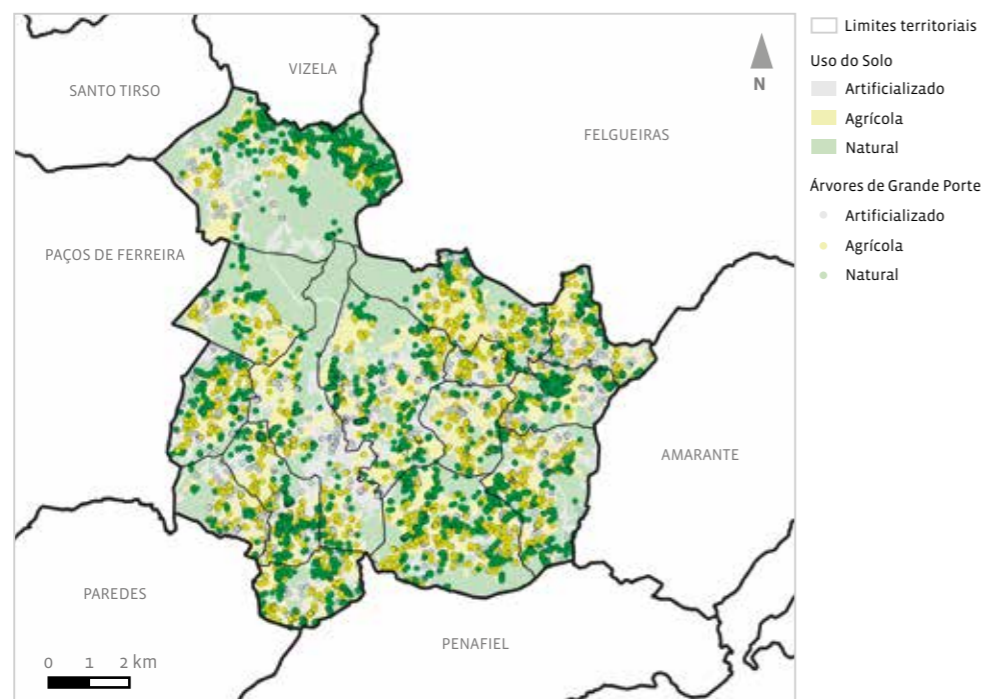 VIZELA
SANTO TIRSO
N
FELGUEIRAS
PAÇOS DE FERREIRA
AMARANTE
PAREDES
PENAFIEL
0 1 2 km
Limites territoriais
Uso do Solo
Artificializado
Agrícola
Natural
Árvores de Grande Porte
Artificializado
Agrícola
Natural